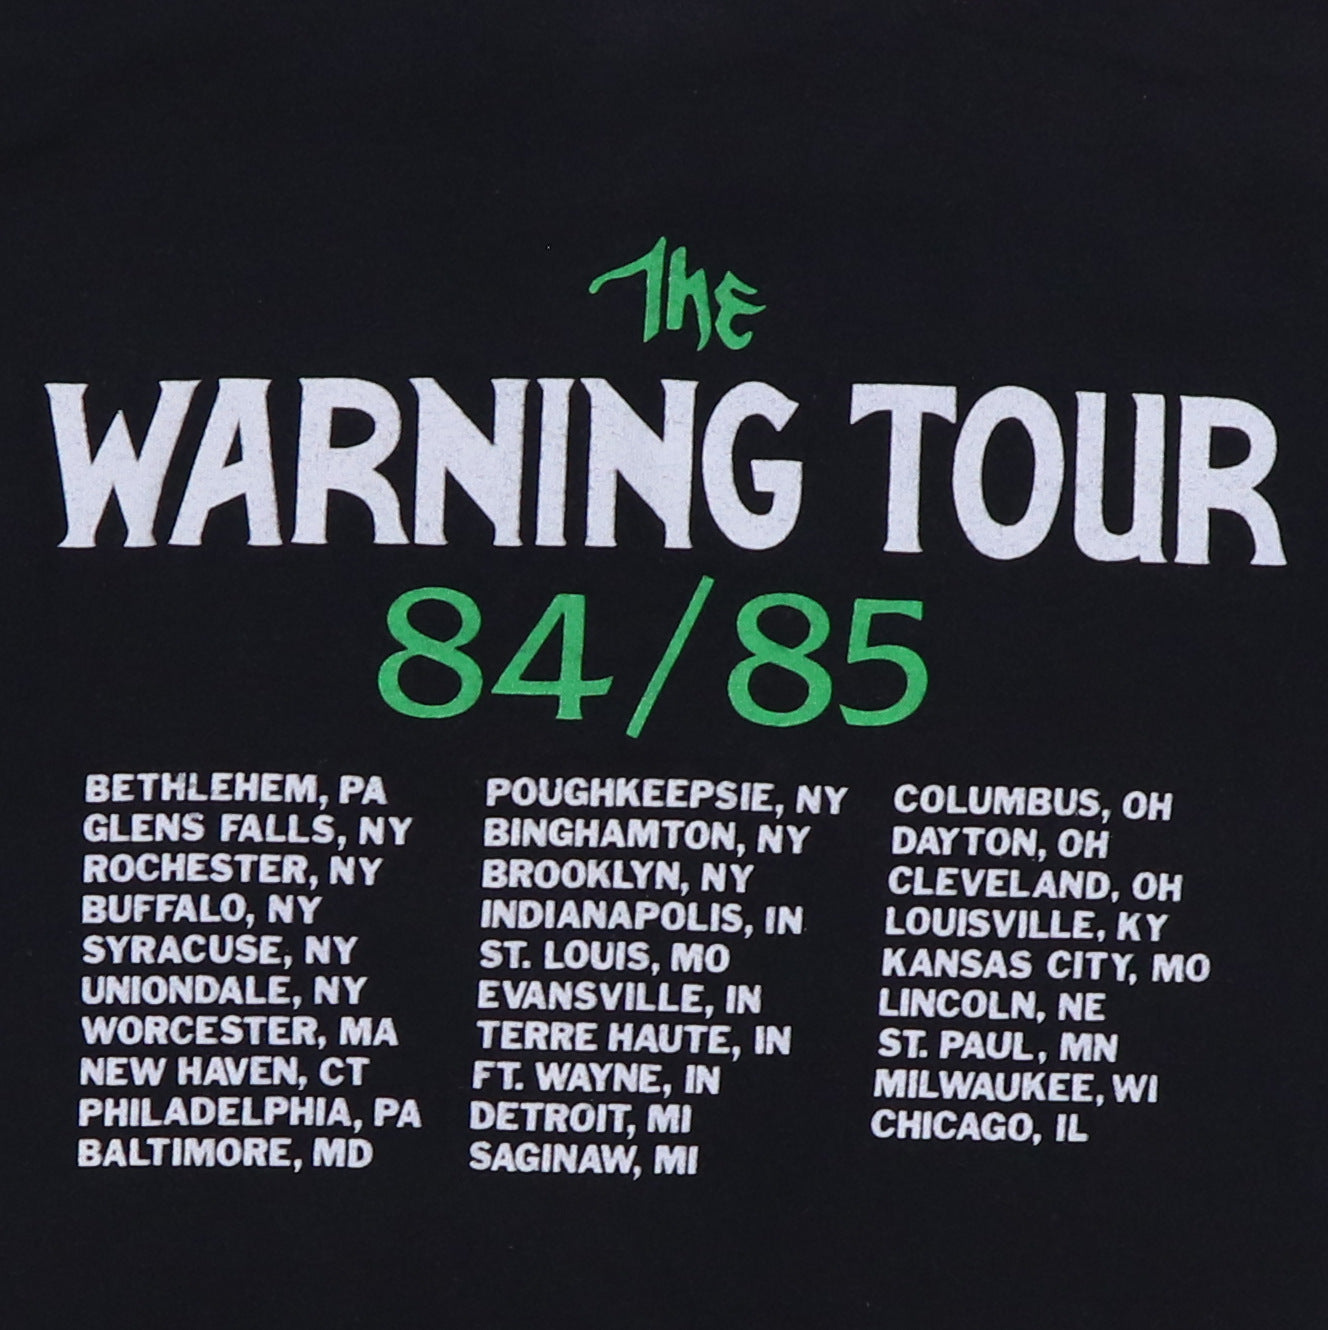 The
WARNING TOUR
84/85
BETHLEHEM, PA
GLENS FALLS, NY
ROCHESTER, NY
BUFFALO, NY
SYRACUSE, NY
UNIONDALE, NY
WORCESTER, MA
NEW HAVEN, CT
PHILADELPHIA, PA
BALTIMORE, MD
POUGHKEEPSIE, NY
BINGHAMTON, NY
BROOKLYN, NY
INDIANAPOLIS, IN
ST. LOUIS, MO
EVANSVILLE, IN
TERRE HAUTE, IN
FT. WAYNE, IN
DETROIT, MI
SAGINAW, MI
COLUMBUS, OH
DAYTON, OH
CLEVELAND, OH
LOUISVILLE, KY
KANSAS CITY, MO
LINCOLN, NE
ST. PAUL, MN
MILWAUKEE, WI
CHICAGO, IL